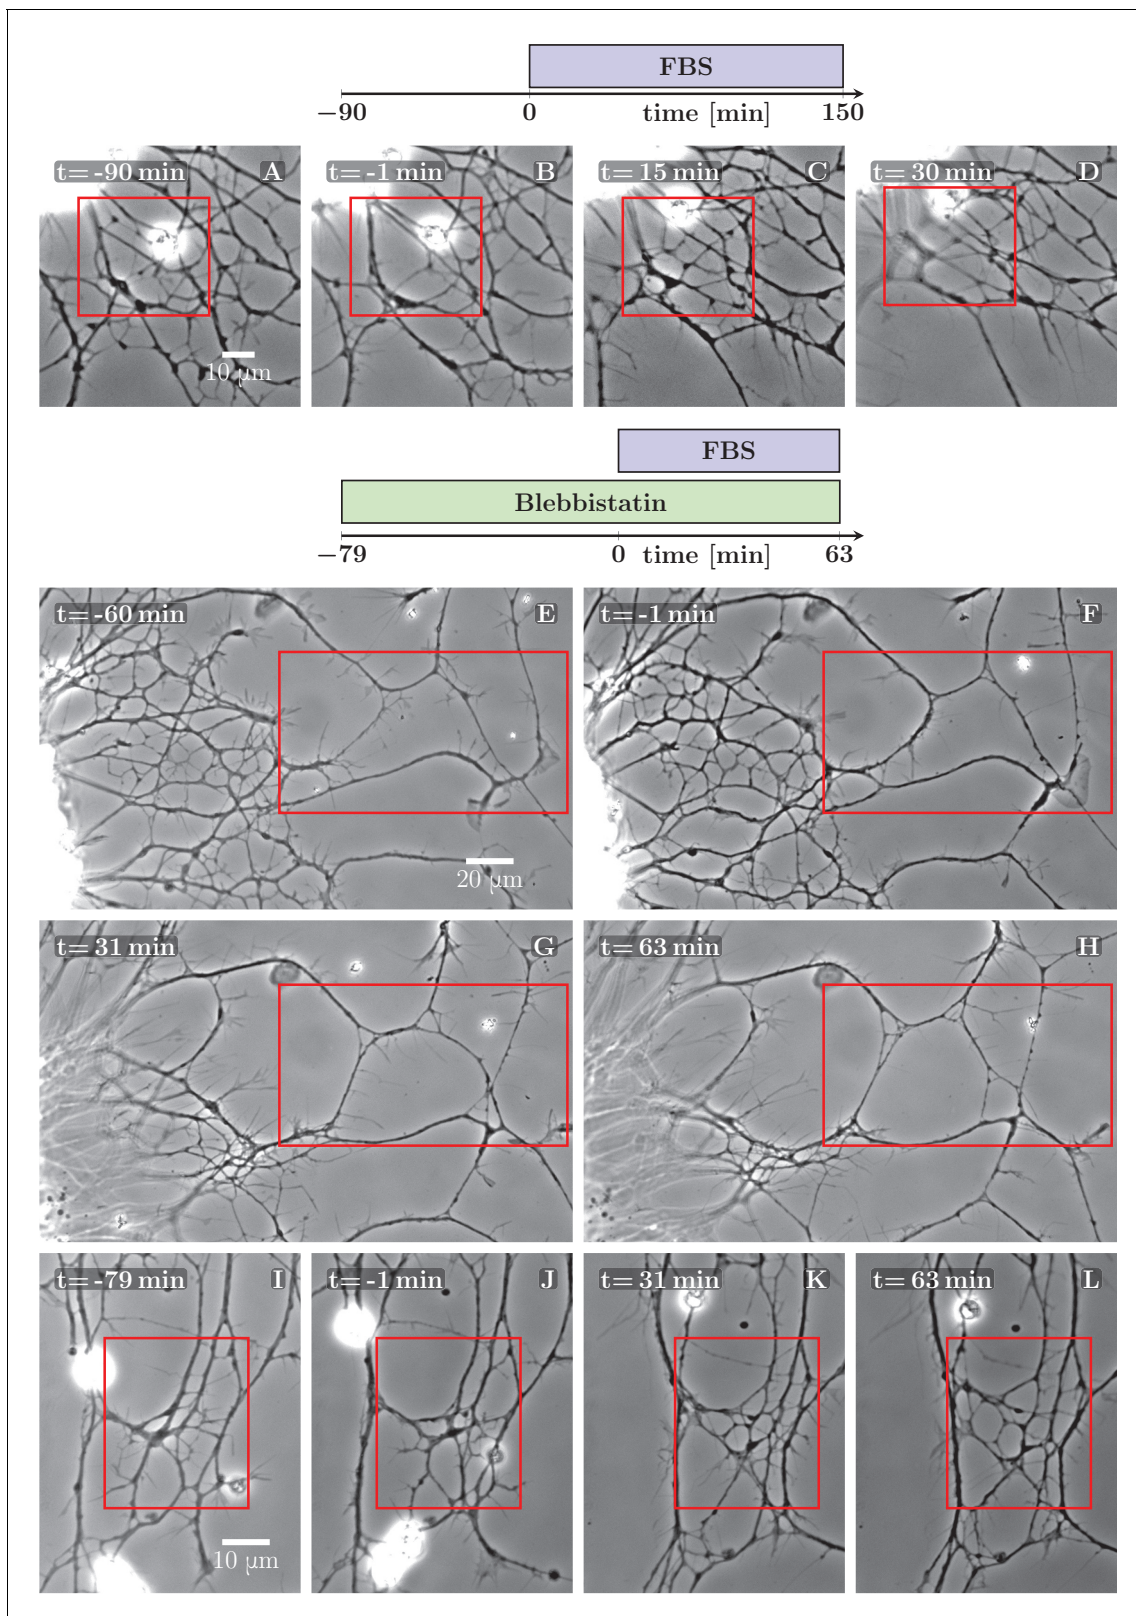 FBS
−90 0 time [min] 150
t= -90 min A
t= -1 min B
t= 15 min C
t= 30 min D
10 µm
FBS
Blebbistatin
−79 0 time [min] 63
t= -60 min E
t= -1 min F
20 µm
t= 31 min G
t= 63 min H
t= -79 min I
t= -1 min J
t= 31 min K
t= 63 min L
10 µm